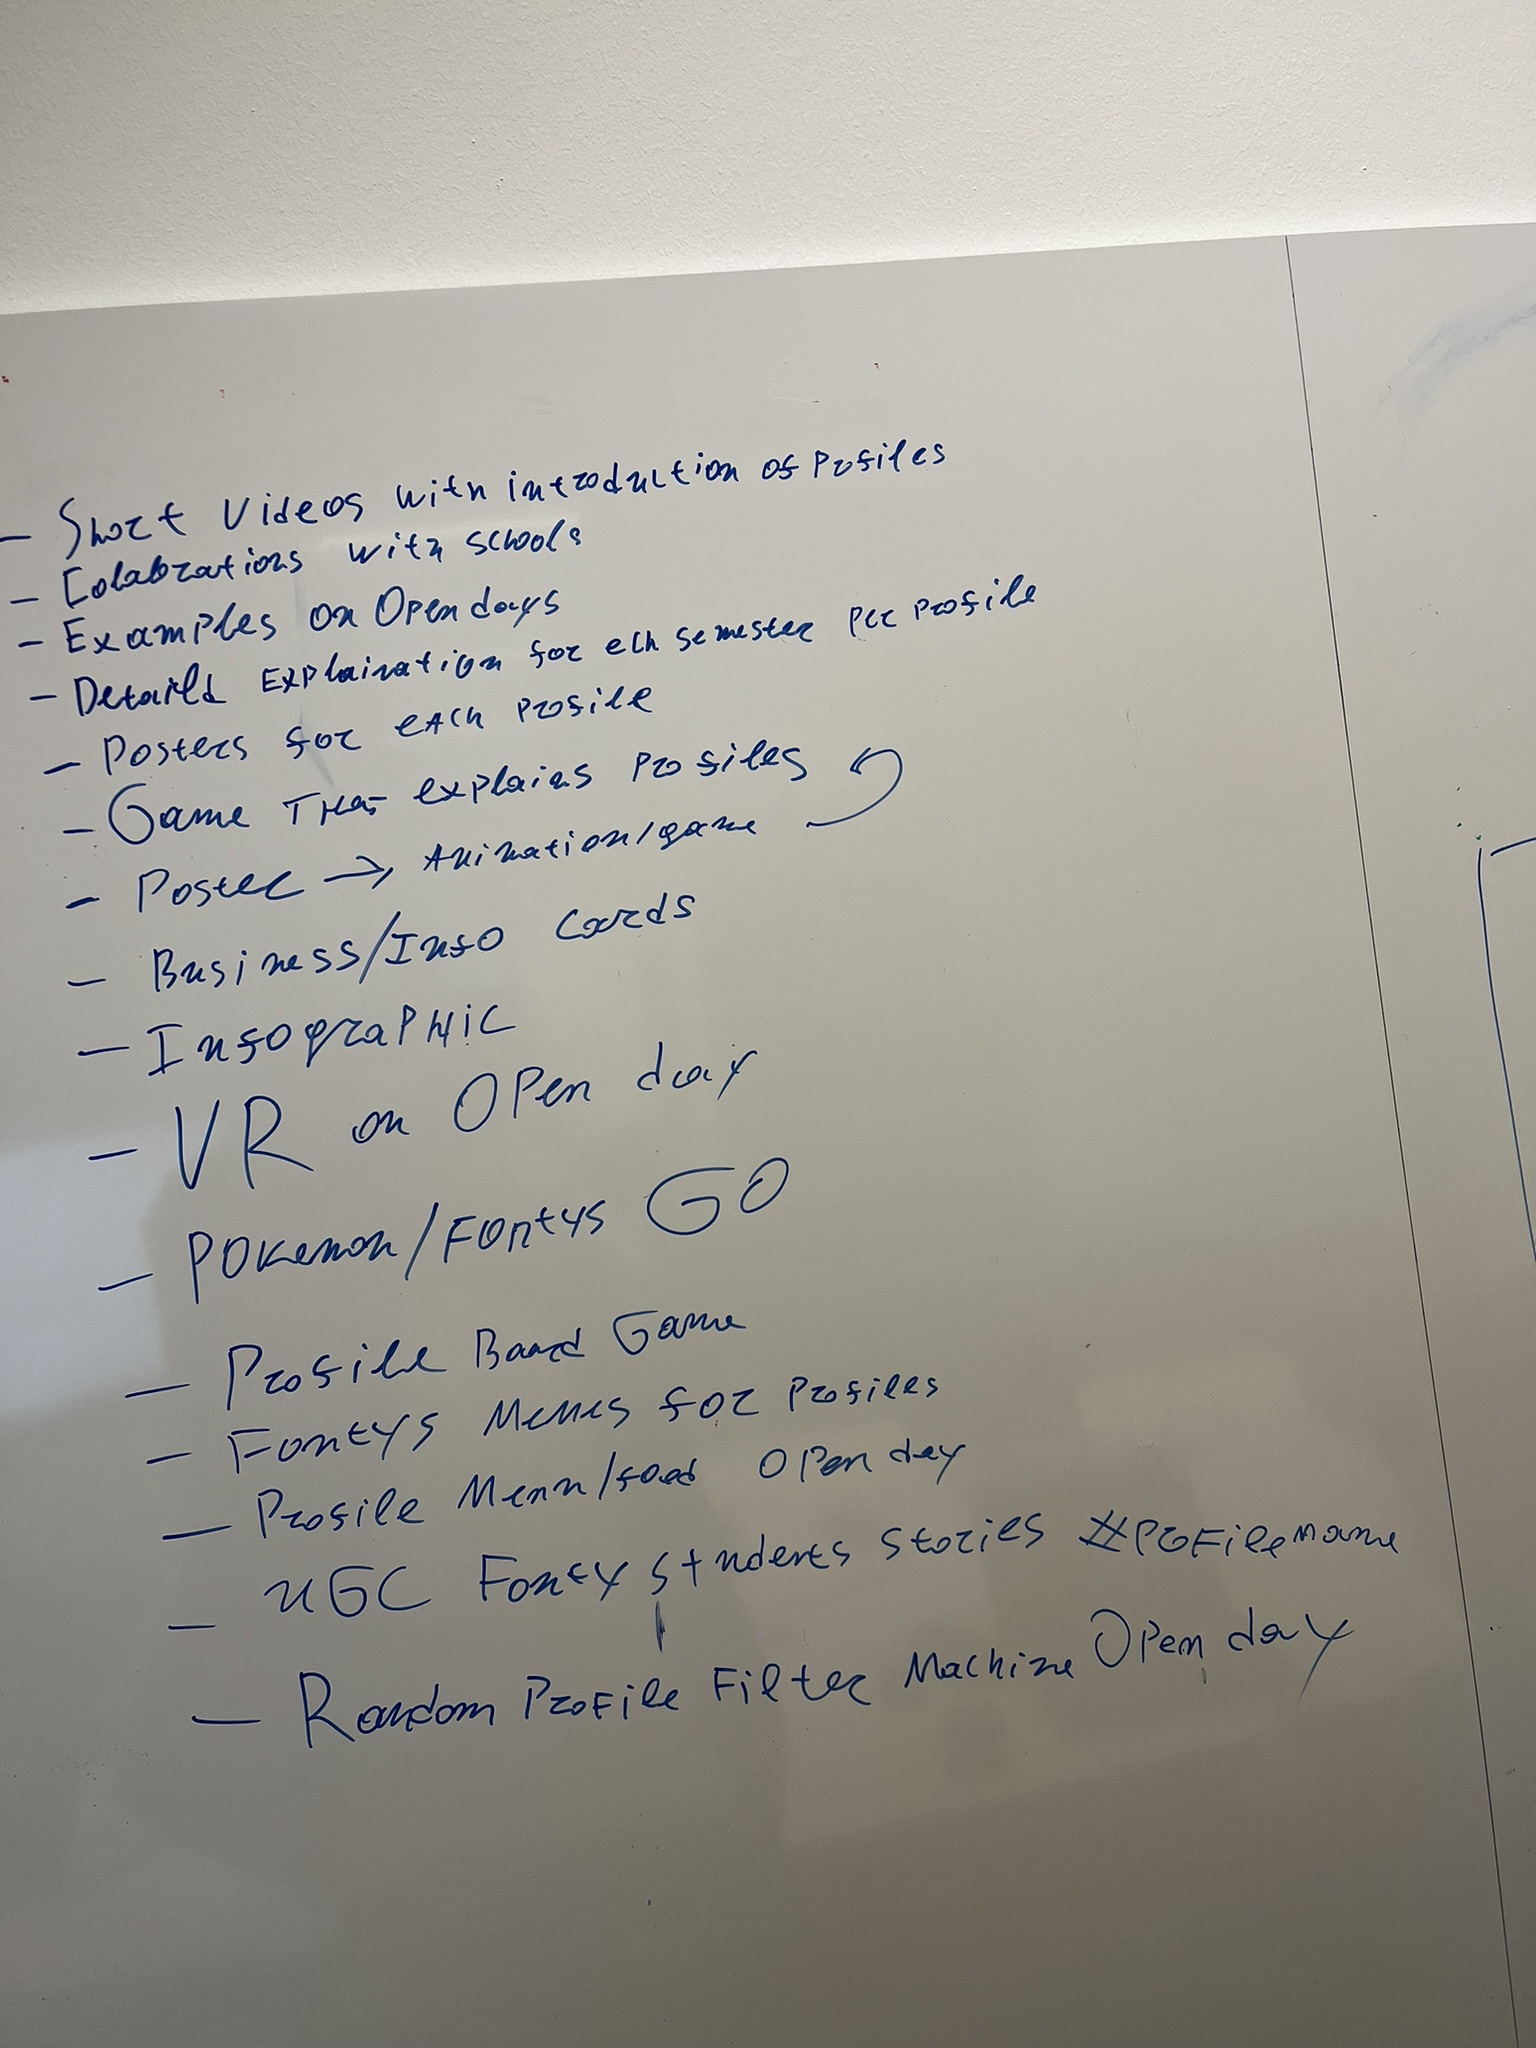 - Short Videos with introduction of Profiles
- Colabrations with schools
- Examples on Open days
- Detaild Explaination for ech semester per profile
- Posters for each profile
- Game That explains profiles
- Poster → Animation/game
- Business/Info Cards
- Infographic
- VR on Open day
- Pokemon/Fontys GO
- Profile Board Game
- Fontys Memes for Profiles
- Profile Menu/food Open day
- UGC Fontys students stories #ProFilename
- Random Profile Filter Machine Open day